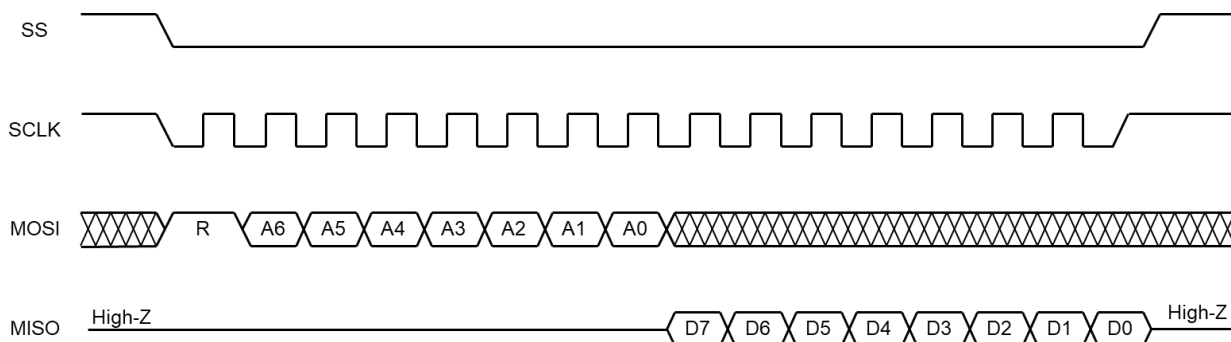 SS
SCLK
MOSI R A6 A5 A4 A3 A2 A1 A0
MISO High-Z D7 D6 D5 D4 D3 D2 D1 D0 High-Z